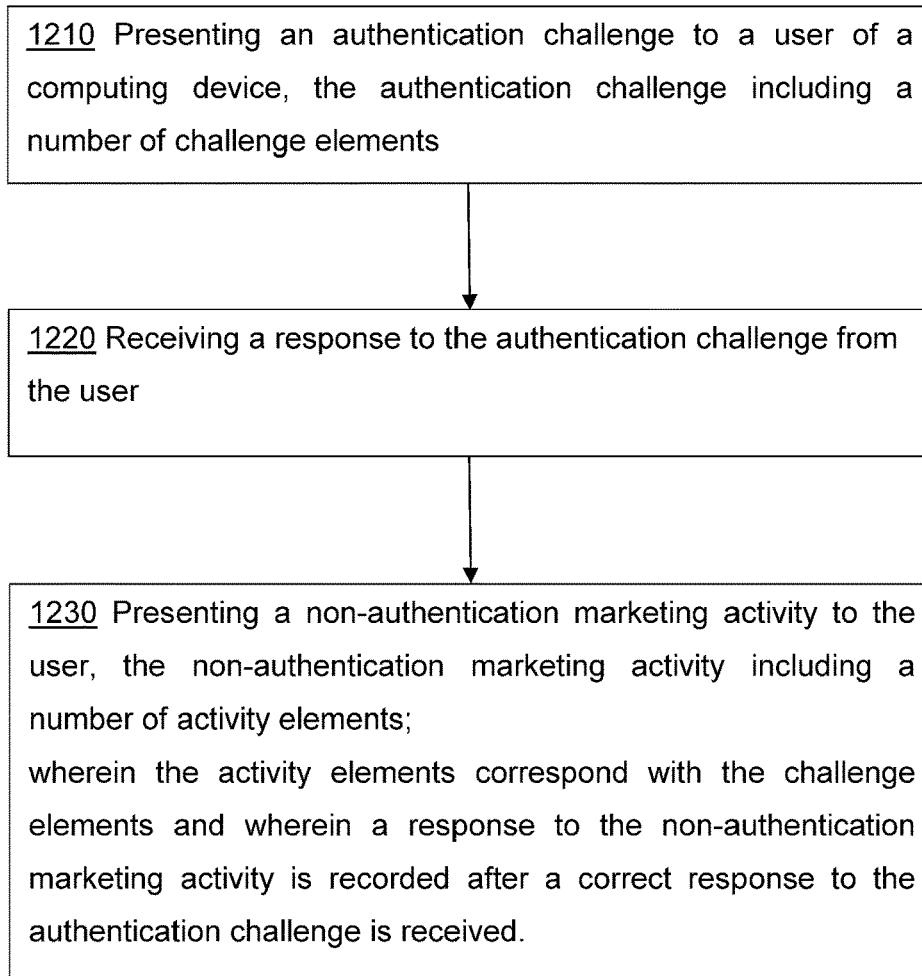 1210 Presenting an authentication challenge to a user of a
computing device, the authentication challenge including a
number of challenge elements
1220 Receiving a response to the authentication challenge from
the user
1230 Presenting a non-authentication marketing activity to the
user, the non-authentication marketing activity including a
number of activity elements;
wherein the activity elements correspond with the challenge
elements and wherein a response to the non-authentication
marketing activity is recorded after a correct response to the
authentication challenge is received.